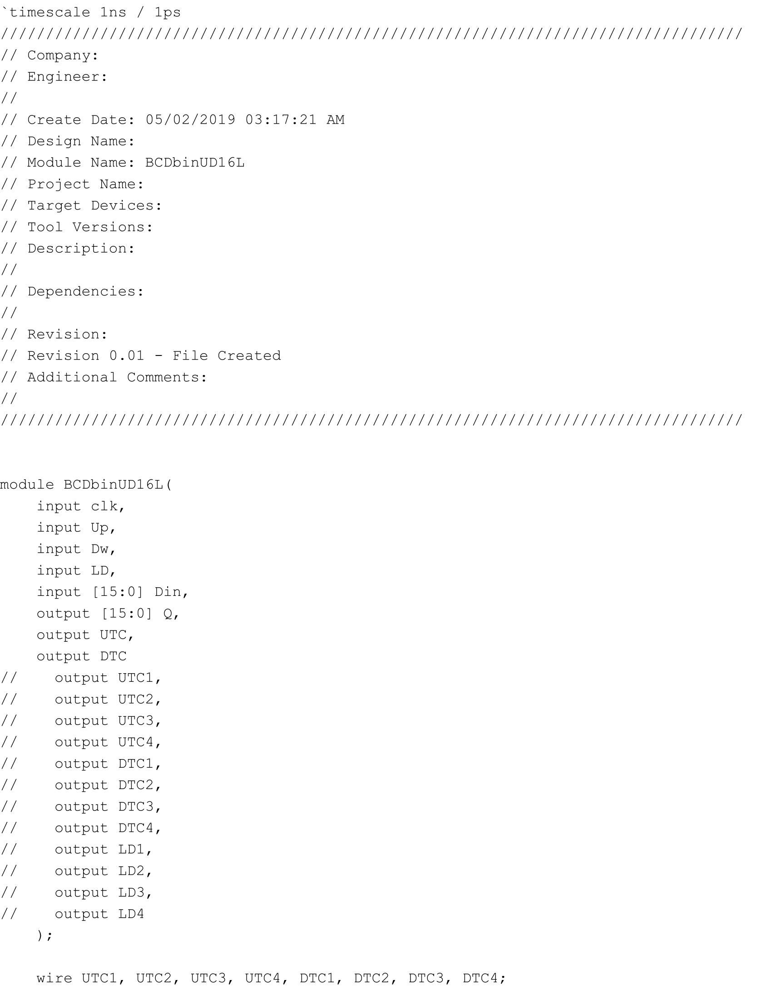 `timescale 1ns / 1ps
//////////////////////////////////////////////////////////////////////////////////
// Company:
// Engineer:
//
// Create Date: 05/02/2019 03:17:21 AM
// Design Name:
// Module Name: BCDbinUD16L
// Project Name:
// Target Devices:
// Tool Versions:
// Description:
//
// Dependencies:
//
// Revision:
// Revision 0.01 - File Created
// Additional Comments:
//
//////////////////////////////////////////////////////////////////////////////////
module BCDbinUD16L(
    input clk,
    input Up,
    input Dw,
    input LD,
    input [15:0] Din,
    output [15:0] Q,
    output UTC,
    output DTC
//    output UTC1,
//    output UTC2,
//    output UTC3,
//    output UTC4,
//    output DTC1,
//    output DTC2,
//    output DTC3,
//    output DTC4,
//    output LD1,
//    output LD2,
//    output LD3,
//    output LD4
    );
    wire UTC1, UTC2, UTC3, UTC4, DTC1, DTC2, DTC3, DTC4;